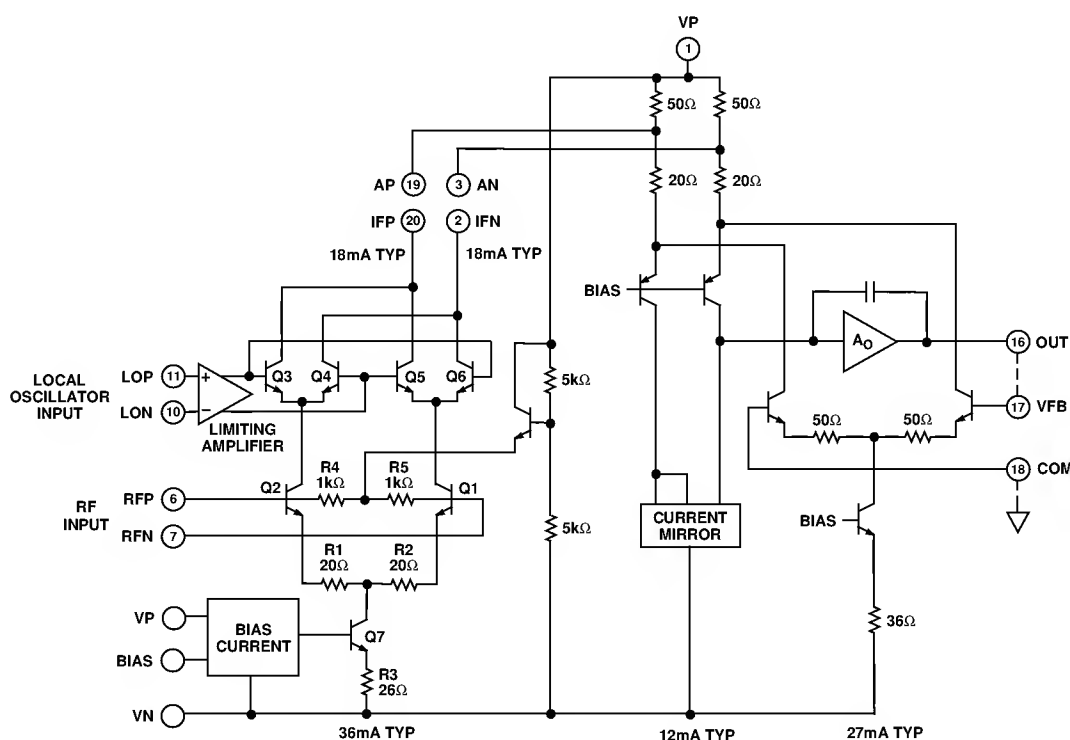 VP
1
50Ω
50Ω
AP 19
3 AN
20Ω
20Ω
IFP 20
2 IFN
18mA TYP
18mA TYP
BIAS
LOCAL
OSCILLATOR
INPUT
LOP 11
LON 10
+
−
LIMITING
AMPLIFIER
Q3
Q4
Q5
Q6
5kΩ
AO
16 OUT
17 VFB
50Ω
50Ω
18 COM
RF
INPUT
RFP 6
RFN 7
Q2
R4
1kΩ
R5
1kΩ
Q1
5kΩ
CURRENT
MIRROR
BIAS
R1
20Ω
R2
20Ω
36Ω
VP
BIAS
BIAS
CURRENT
Q7
R3
26Ω
VN
36mA TYP
12mA TYP
27mA TYP